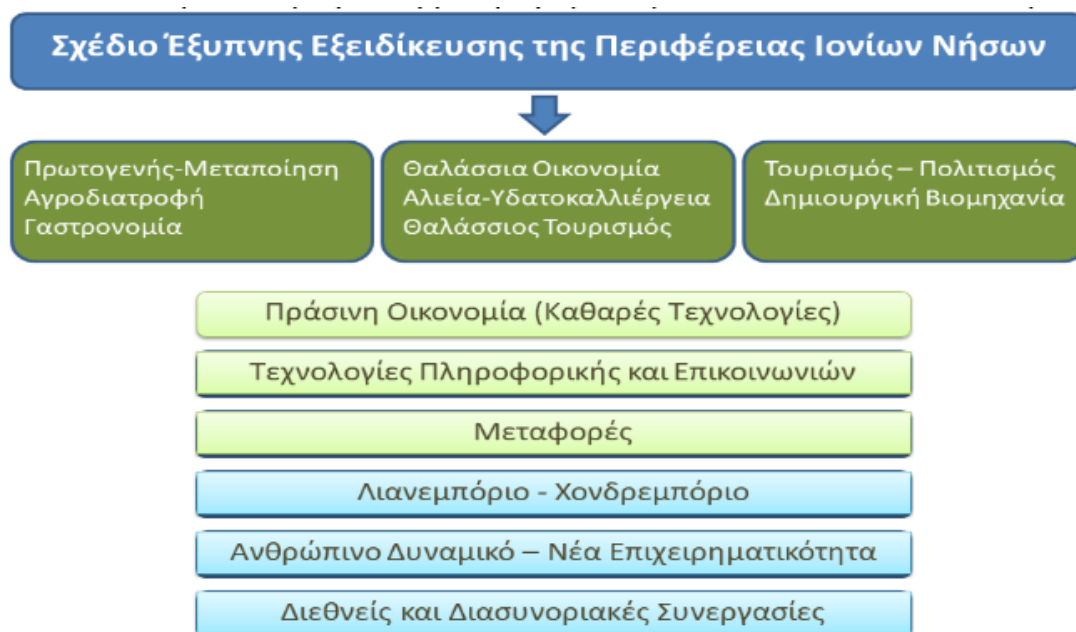 Σχέδιο Έξυπνης Εξειδίκευσης της Περιφέρειας Ιονίων Νήσων
Πρωτογενής-Μεταποίηση
Αγροδιατροφή
Γαστρονομία
Θαλάσσια Οικονομία
Αλιεία-Υδατοκαλλιέργεια
Θαλάσσιος Τουρισμός
Τουρισμός – Πολιτισμός
Δημιουργική Βιομηχανία
Πράσινη Οικονομία (Καθαρές Τεχνολογίες)
Τεχνολογίες Πληροφορικής και Επικοινωνιών
Μεταφορές
Λιανεμπόριο - Χονδρεμπόριο
Ανθρώπινο Δυναμικό – Νέα Επιχειρηματικότητα
Διεθνείς και Διασυνοριακές Συνεργασίες